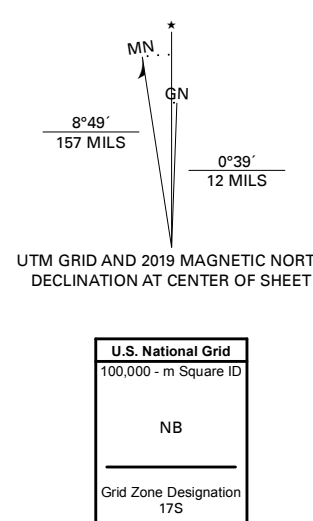 MN
GN
8°49´
157 MILS
0°39´
12 MILS
UTM GRID AND 2019 MAGNETIC NORT
DECLINATION AT CENTER OF SHEET
U.S. National Grid
100,000 - m Square ID
NB
Grid Zone Designation
17S